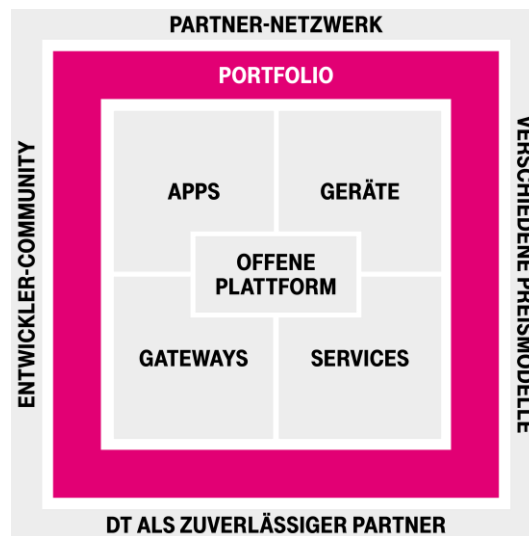 PARTNER-NETZWERK
PORTFOLIO
ENTWICKLER-COMMUNITY
VERSCHIEDENE PREISMODELLE
APPS
GERÄTE
OFFENE
PLATTFORM
GATEWAYS
SERVICES
DT ALS ZUVERLÄSSIGER PARTNER